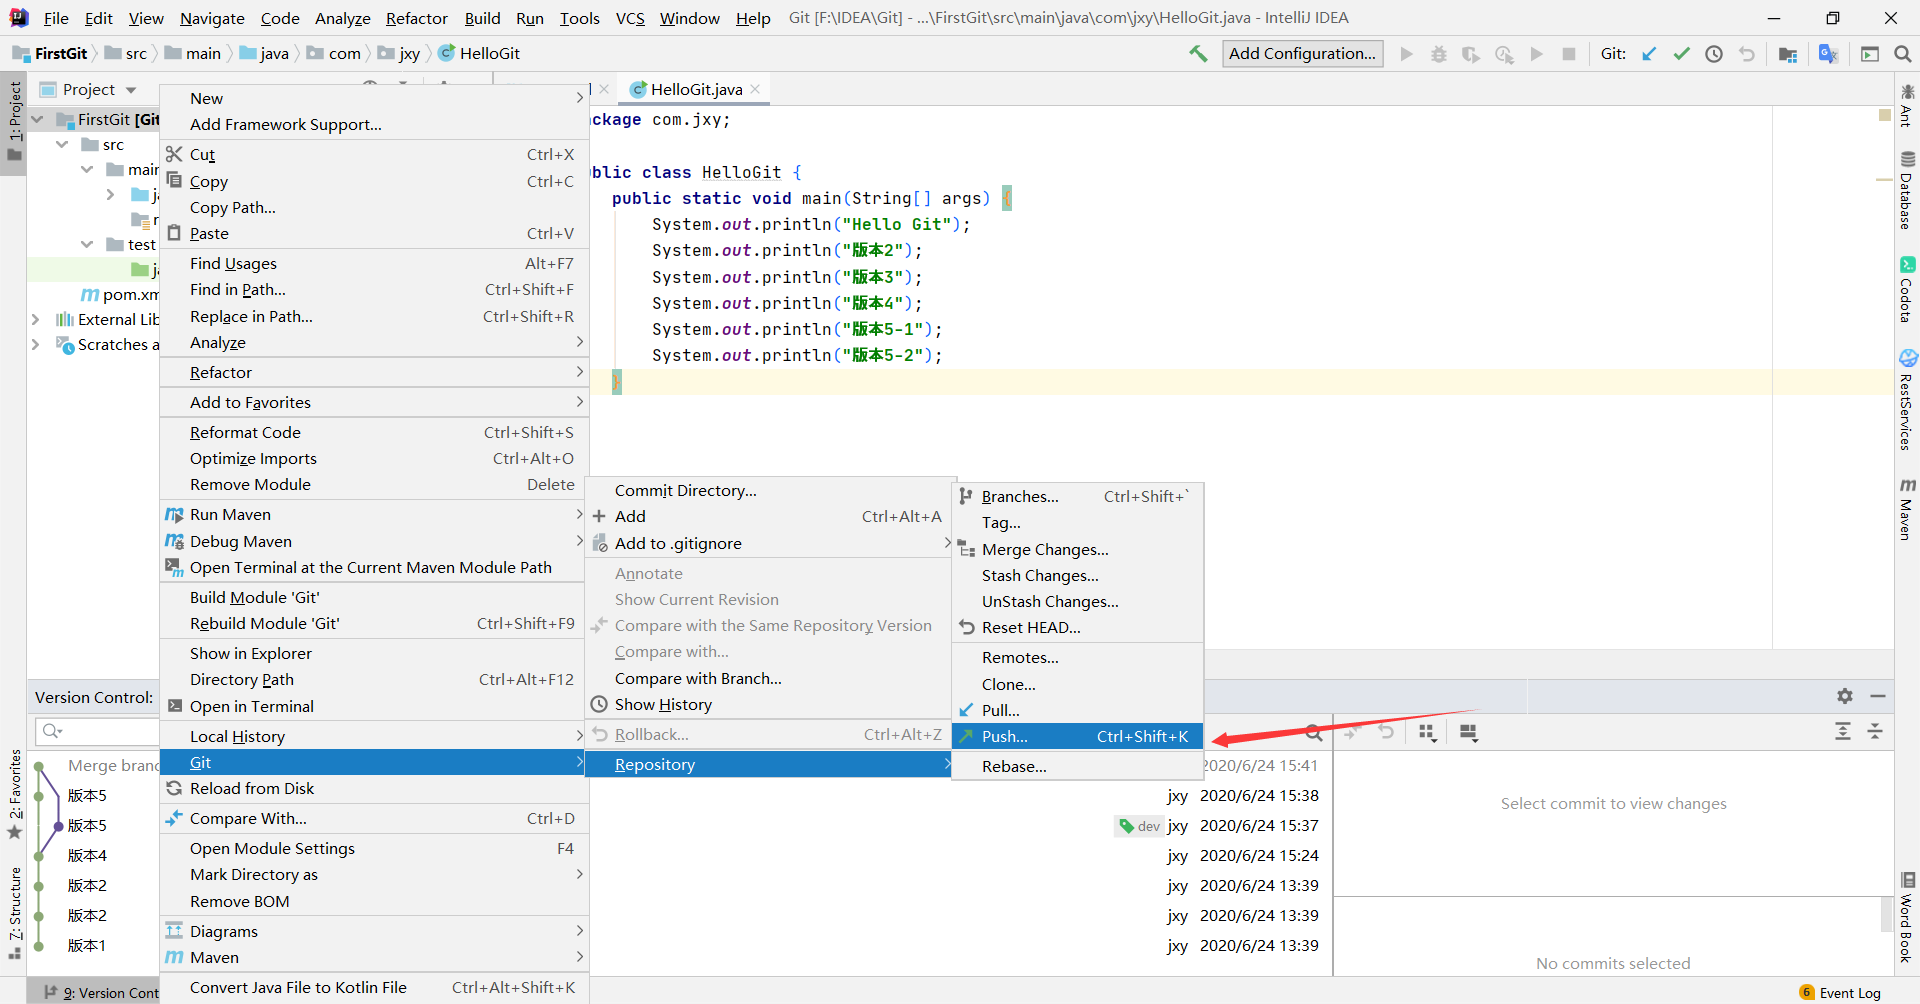 File Edit View Navigate Code Analyze Refactor Build Run Tools VCS Window Help Git [F:\IDEA\Git] - ...\FirstGit\src\main\java\com\jxy\HelloGit.java - IntelliJ IDEA
FirstGit src main java com jxy HelloGit Add Configuration... Git:
1: Project
Project
FirstGit [Git
src
main
ja
r
test
ja
pom.xm
External Lib
Scratches a
HelloGit.java
ckage com.jxy;
blic class HelloGit {
public static void main(String[] args) {
System.out.println("Hello Git");
System.out.println("版本2");
System.out.println("版本3");
System.out.println("版本4");
System.out.println("版本5-1");
System.out.println("版本5-2");
}
New
Add Framework Support...
Cut Ctrl+X
Copy Ctrl+C
Copy Path...
Paste Ctrl+V
Find Usages Alt+F7
Find in Path... Ctrl+Shift+F
Replace in Path... Ctrl+Shift+R
Analyze
Refactor
Add to Favorites
Reformat Code Ctrl+Shift+S
Optimize Imports Ctrl+Alt+O
Remove Module Delete
Run Maven
Debug Maven
Open Terminal at the Current Maven Module Path
Build Module 'Git'
Rebuild Module 'Git' Ctrl+Shift+F9
Show in Explorer
Directory Path Ctrl+Alt+F12
Open in Terminal
Local History
Git
Reload from Disk
Compare With... Ctrl+D
Open Module Settings F4
Mark Directory as
Remove BOM
Diagrams
Maven
Convert Java File to Kotlin File Ctrl+Alt+Shift+K
Commit Directory...
Add Ctrl+Alt+A
Add to .gitignore
Annotate
Show Current Revision
Compare with the Same Repository Version
Compare with...
Compare with Branch...
Show History
Rollback... Ctrl+Alt+Z
Repository
Branches... Ctrl+Shift+`
Tag...
Merge Changes...
Stash Changes...
UnStash Changes...
Reset HEAD...
Remotes...
Clone...
Pull...
Push... Ctrl+Shift+K
Rebase...
Ant
Database
Codota
RestServices
Maven
Word Book
2: Favorites
7: Structure
Version Control:
Merge branc 2020/6/24 15:41
版本5 jxy 2020/6/24 15:38
版本5 dev jxy 2020/6/24 15:37
版本4 jxy 2020/6/24 15:24
版本2 jxy 2020/6/24 13:39
版本2 jxy 2020/6/24 13:39
版本1 jxy 2020/6/24 13:39
Select commit to view changes
No commits selected
9: Version Cont
6 Event Log